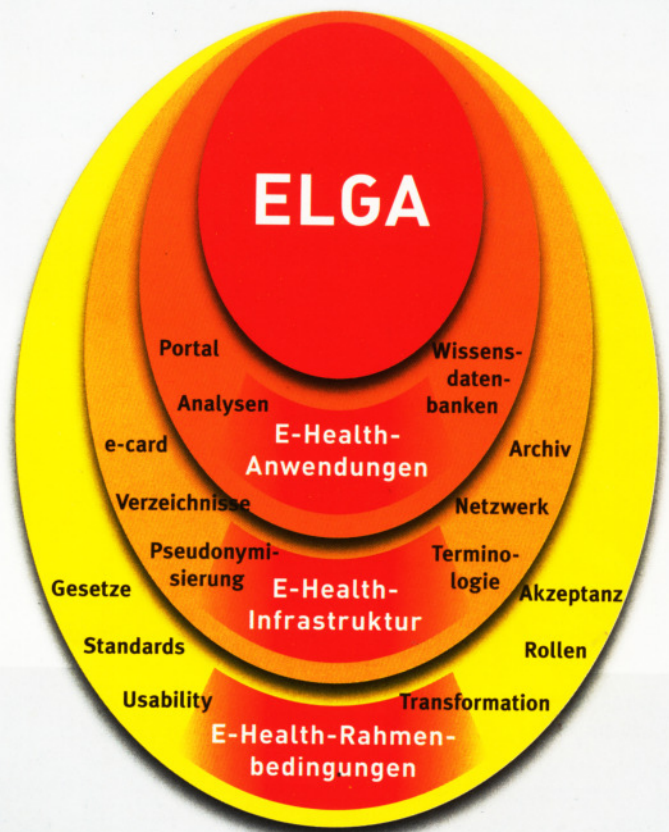 ELGA
Portal
Wissens-
daten-
banken
Analysen
E-Health-
Anwendungen
e-card
Archiv
Verzeichnisse
Netzwerk
Pseudonymi-
sierung
Termino-
logie
E-Health-
Infrastruktur
Gesetze
Akzeptanz
Standards
Rollen
Usability
Transformation
E-Health-Rahmen-
bedingungen